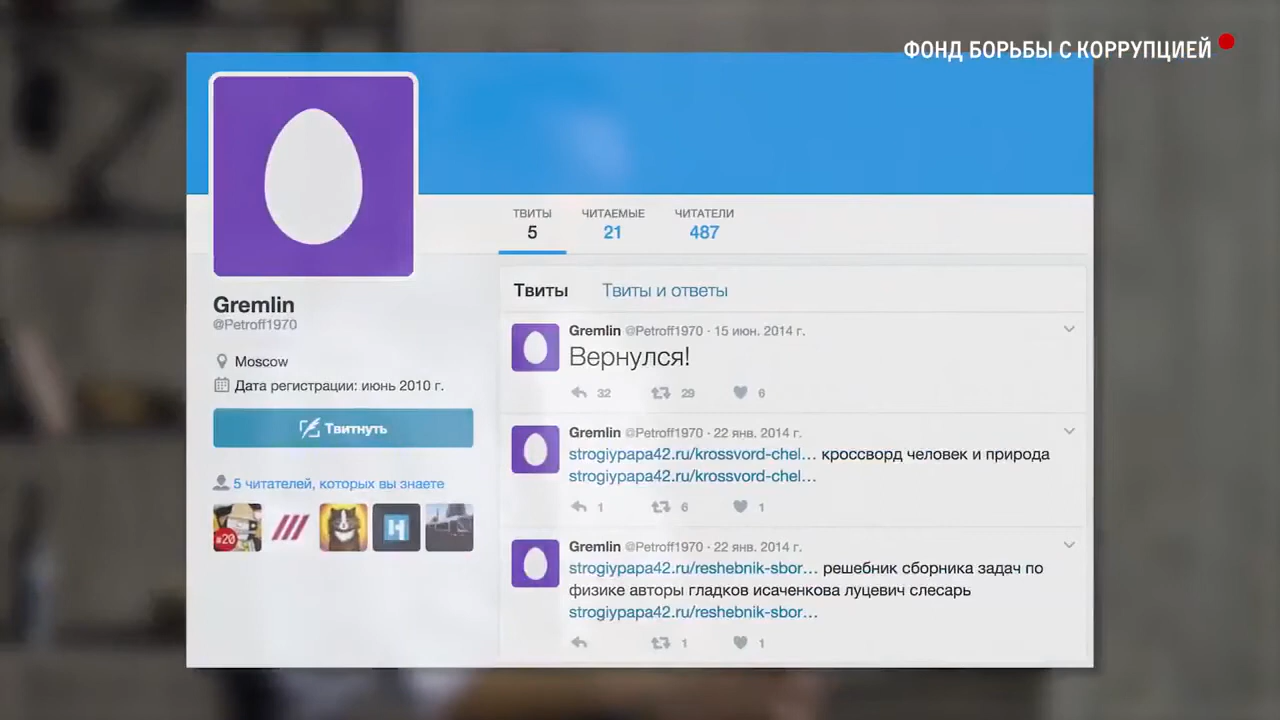 ФОНД БОРЬБЫ С КОРРУПЦИЕЙ
ТВИТЫ ЧИТАЕМЫЕ ЧИТАТЕЛИ
5 21 487
Gremlin
@Petroff1970
Moscow
Дата регистрации: июнь 2010 г.
Твитнуть
5 читателей, которых вы знаете
#20
Твиты Твиты и ответы
Gremlin @Petroff1970 · 15 июн. 2014 г.
Вернулся!
32 29 6
Gremlin @Petroff1970 · 22 янв. 2014 г.
strogiypapa42.ru/krossvord-chel... кроссворд человек и природа
strogiypapa42.ru/krossvord-chel...
1 6 1
Gremlin @Petroff1970 · 22 янв. 2014 г.
strogiypapa42.ru/reshebnik-sbor... решебник сборника задач по
физике авторы гладков исаченкова луцевич слесарь
strogiypapa42.ru/reshebnik-sbor...
1 1